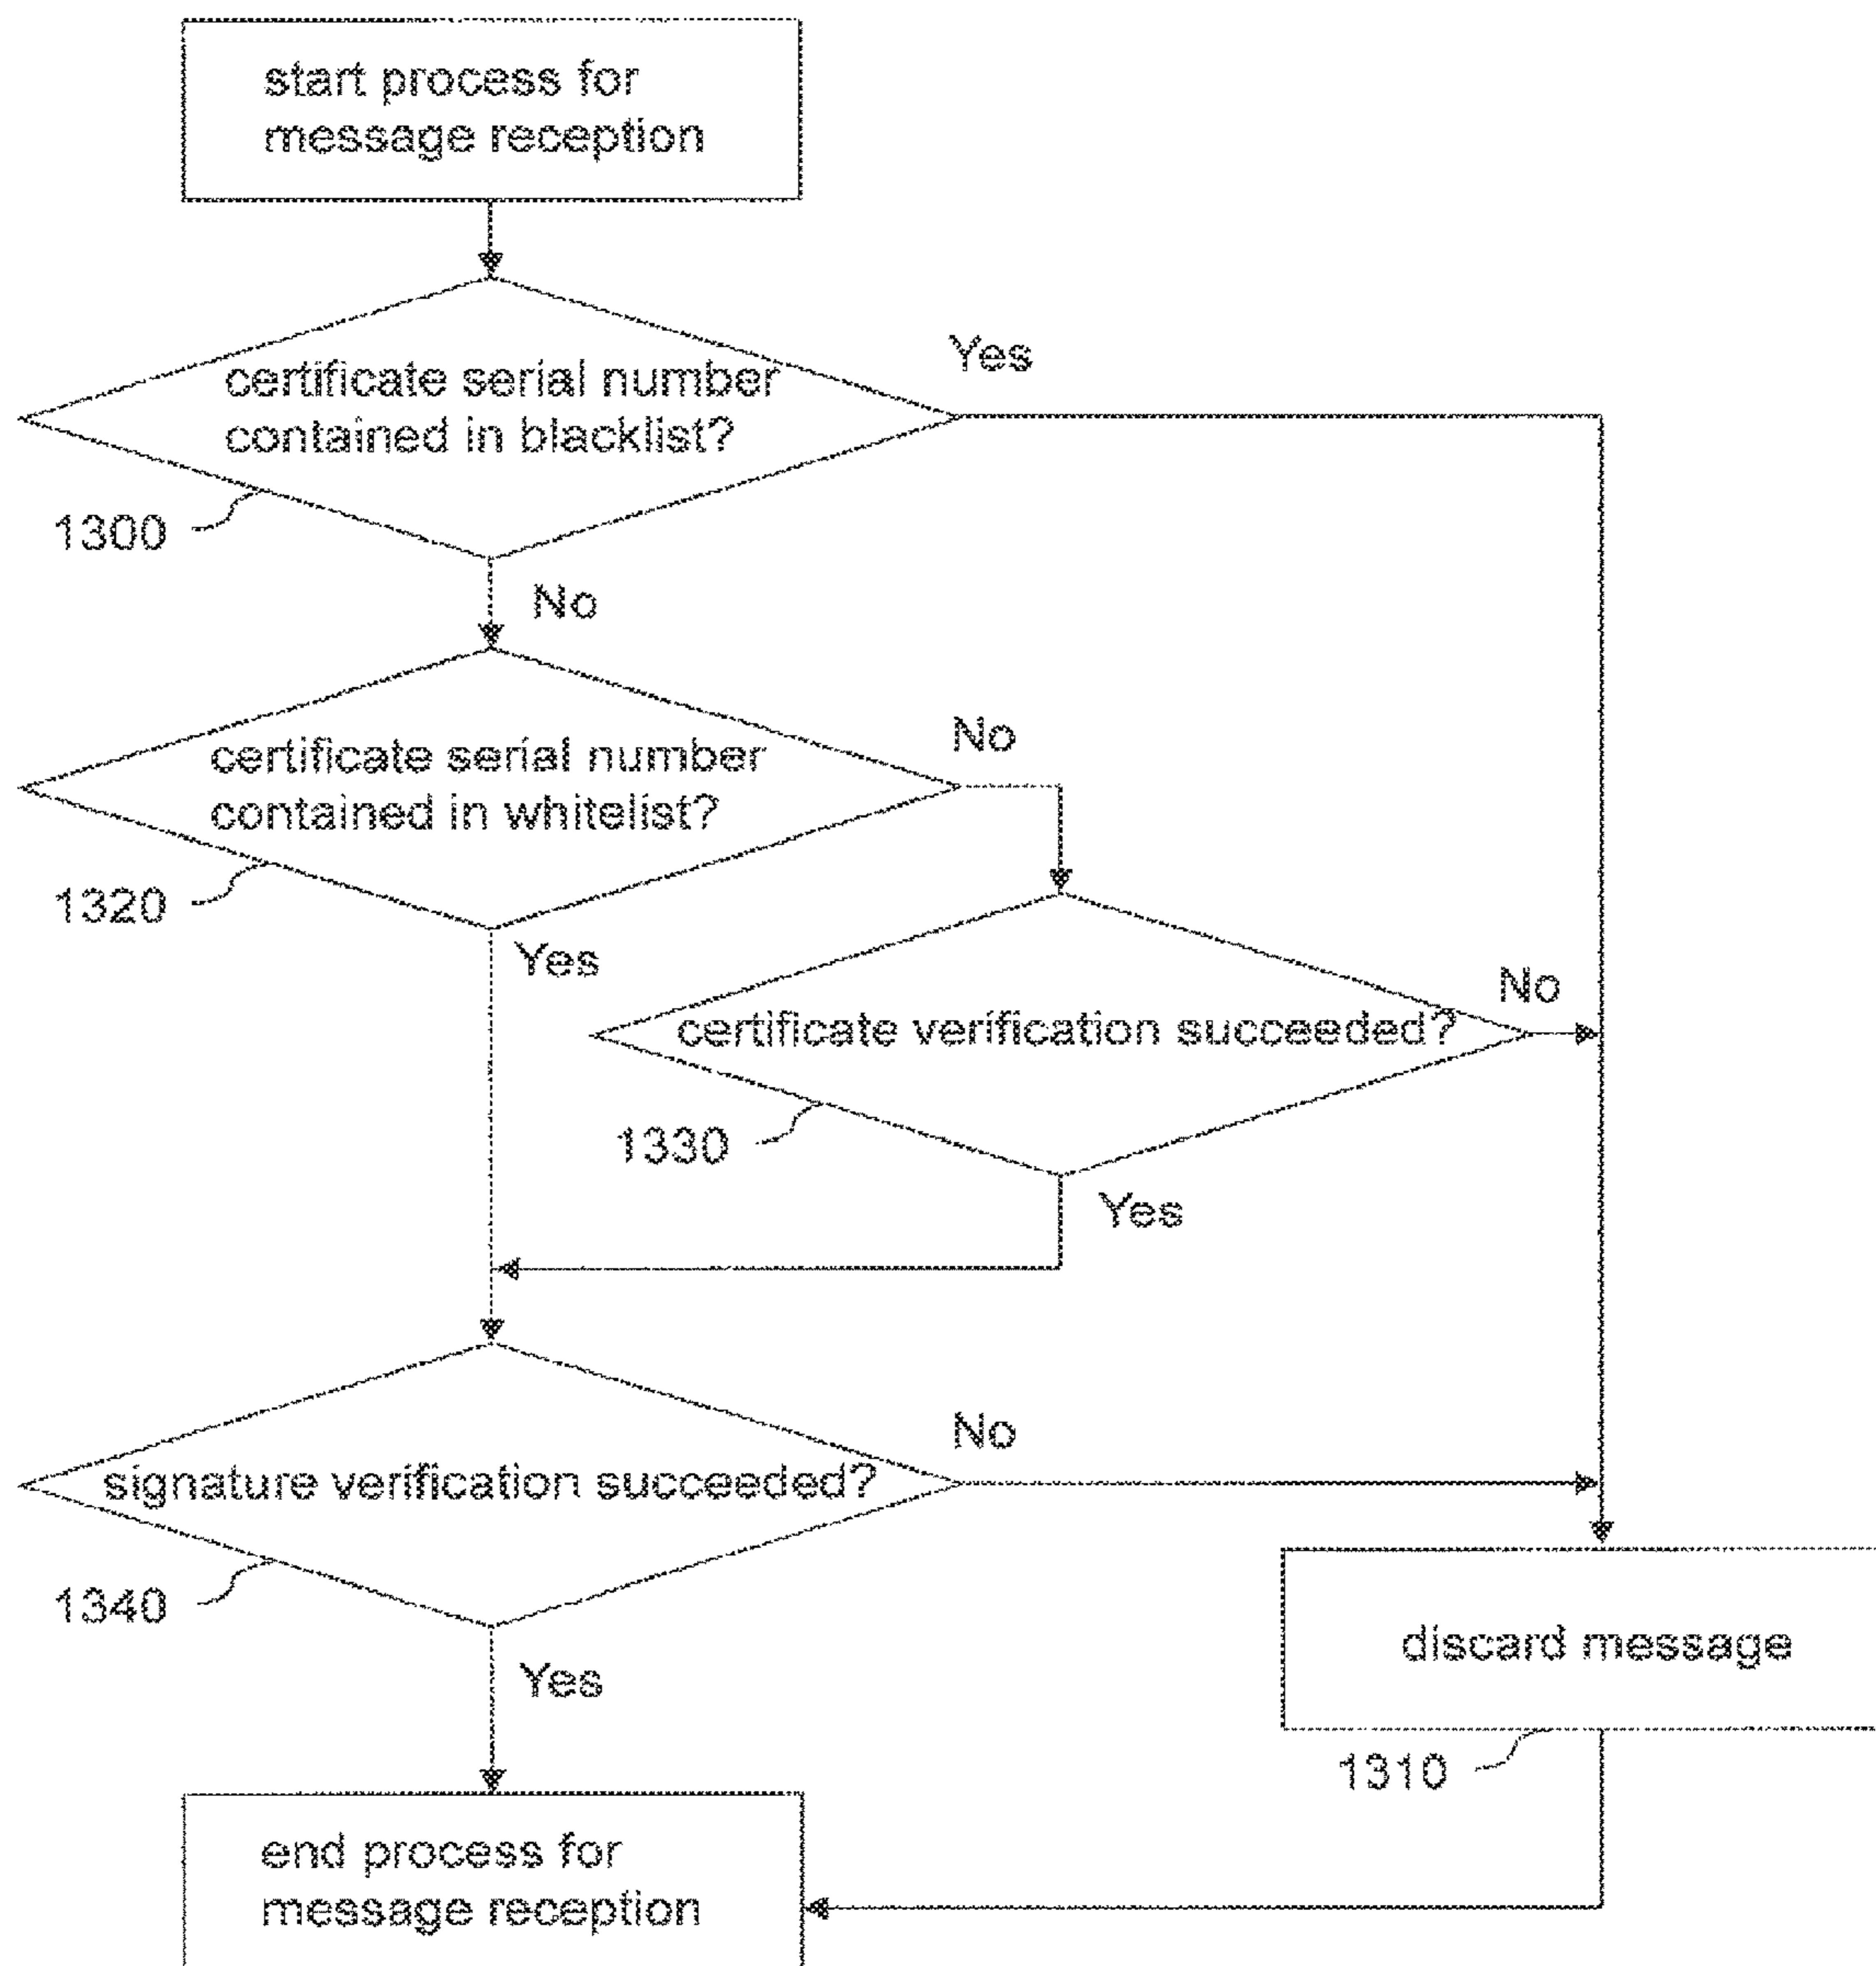 start process for
message reception
certificate serial number
contained in blacklist?
Yes
1300
No
certificate serial number
contained in whitelist?
No
1320
Yes
certificate verification succeeded?
No
1330
Yes
signature verification succeeded?
No
1340
Yes
discard message
1310
end process for
message reception